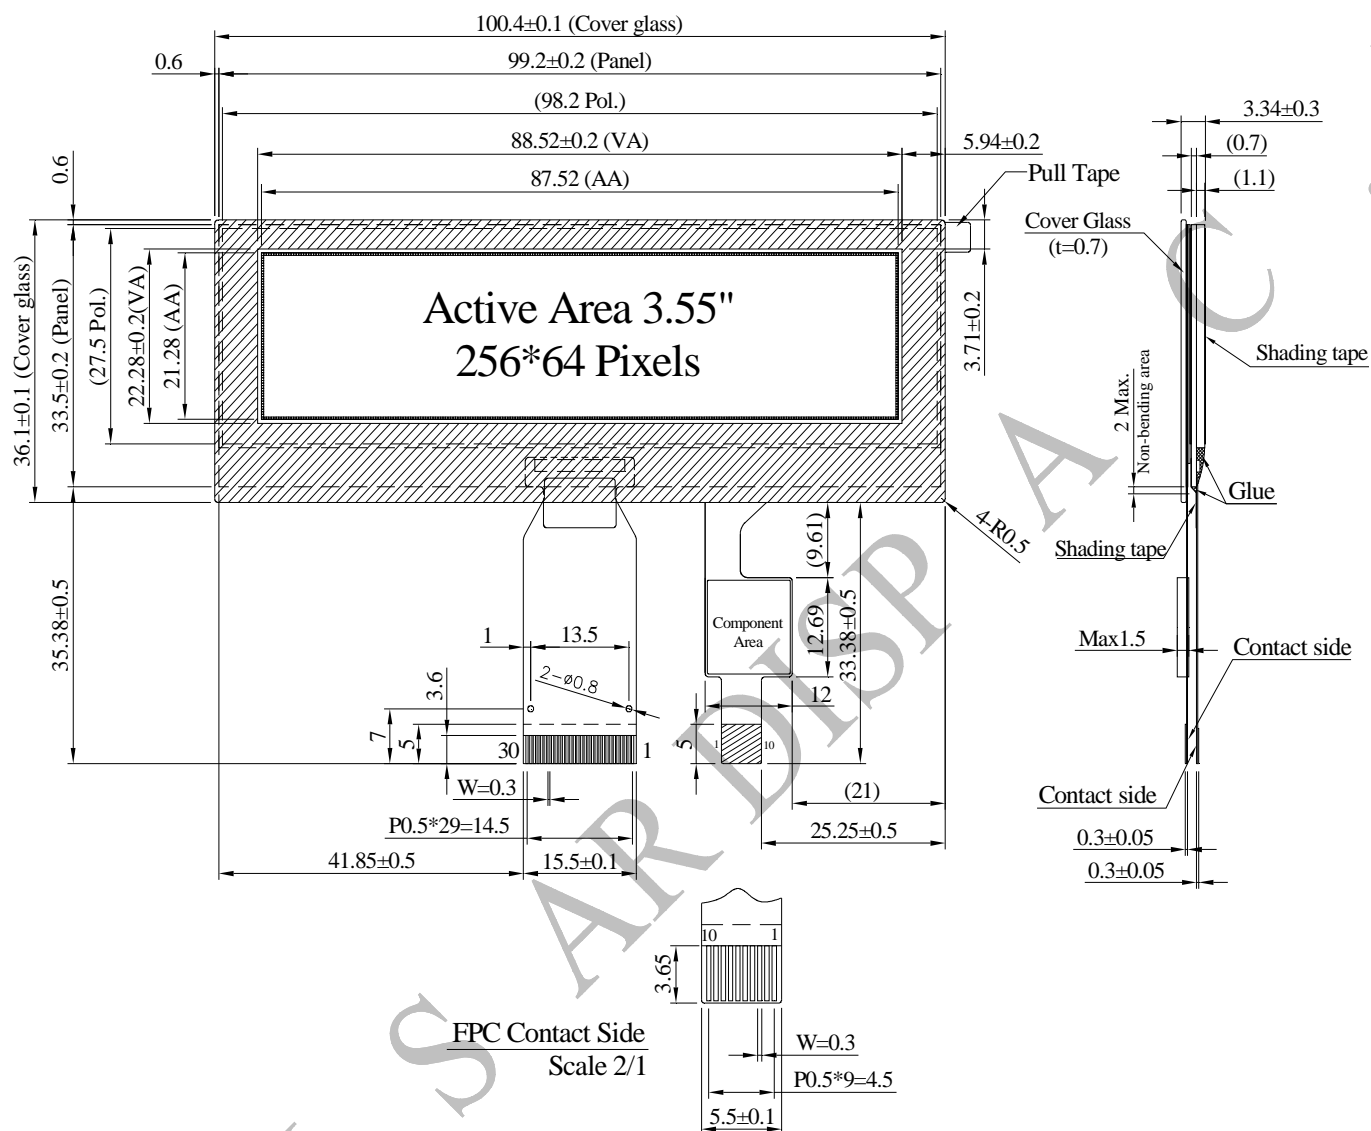 100.4±0.1 (Cover glass)
0.6
99.2±0.2 (Panel)
(98.2 Pol.)
3.34±0.3
88.52±0.2 (VA)
5.94±0.2
(0.7)
0.6
87.52 (AA)
Pull Tape
(1.1)
Cover Glass
(t=0.7)
36.1±0.1 (Cover glass)
33.5±0.2 (Panel)
(27.5 Pol.)
22.28±0.2(VA)
21.28 (AA)
Active Area 3.55"
256*64 Pixels
3.71±0.2
Shading tape
2 Max.
Non-bending area
Glue
4-R0.5
Shading tape
35.38±0.5
(9.61)
12.69
33.38±0.5
Component
Area
1
13.5
Max1.5
Contact side
2-ø0.8
3.6
12
7
5
30
1
5
1
10
W=0.3
(21)
Contact side
P0.5*29=14.5
25.25±0.5
41.85±0.5
15.5±0.1
0.3±0.05
0.3±0.05
10
1
3.65
FPC Contact Side
Scale 2/1
W=0.3
P0.5*9=4.5
5.5±0.1
S AR DISP A C